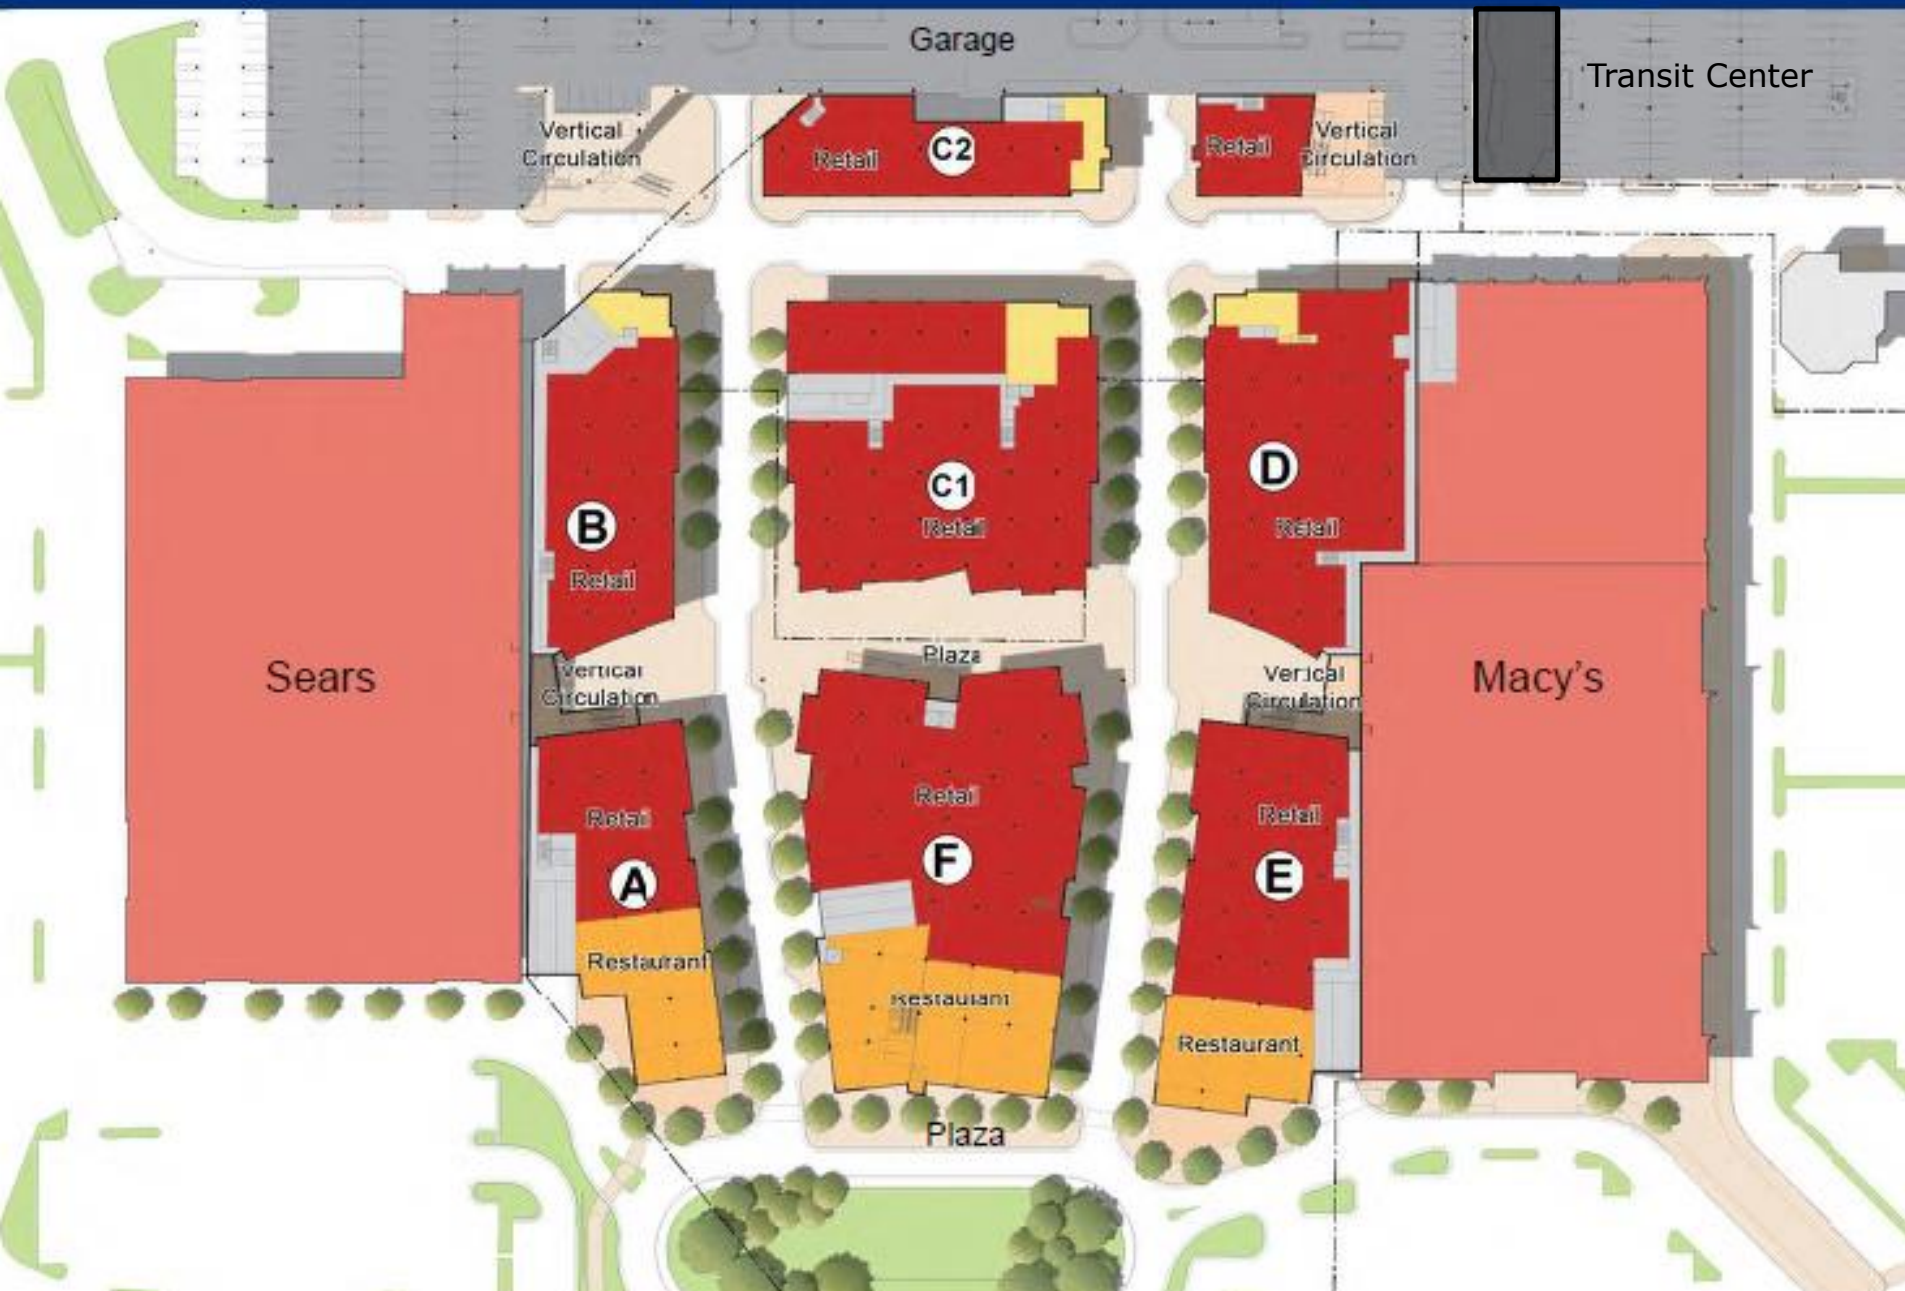 Garage
Transit Center
Vertical
Circulation
Retail
C2
Retail
Vertical
Circulation
B
Retail
C1
Retail
D
Retail
Sears
Vertical
Circulation
Plaza
Vertical
Circulation
Macy's
Retail
A
Restaurant
Retail
F
Restaurant
Retail
E
Restaurant
Plaza